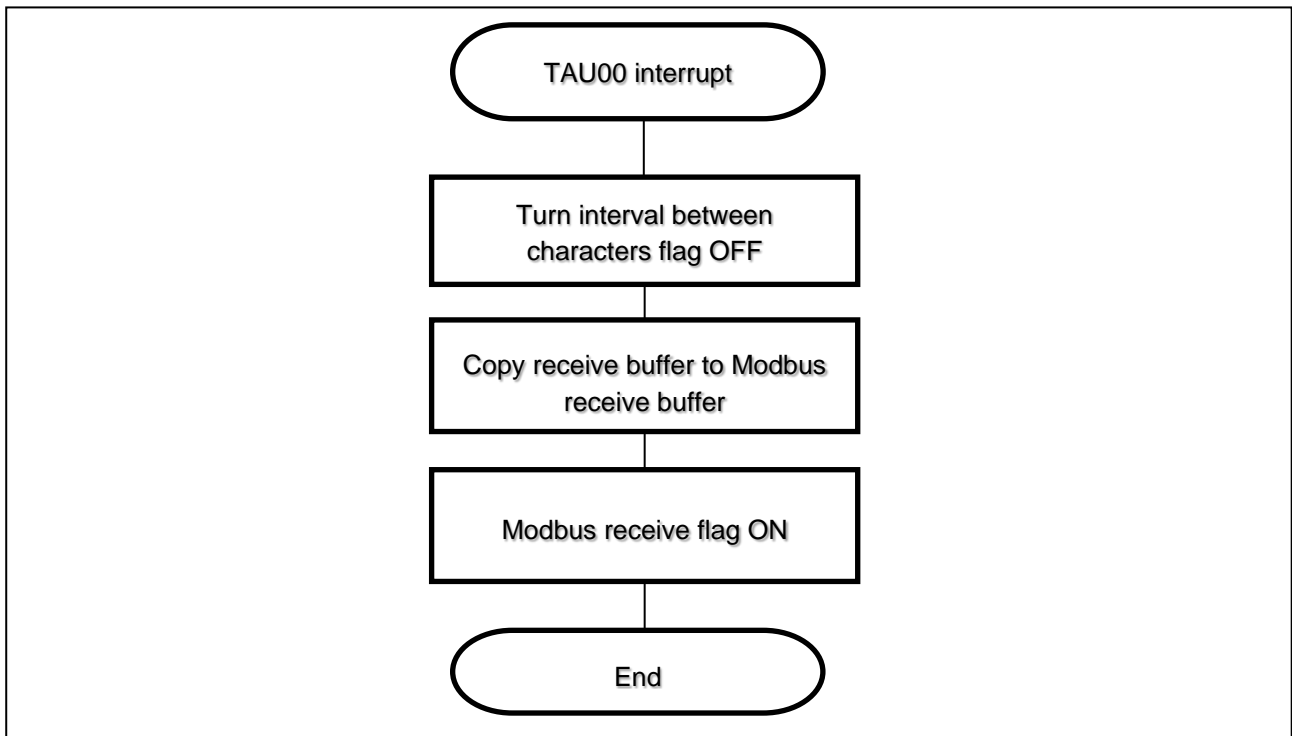 TAU00 interrupt
Turn interval between
characters flag OFF
Copy receive buffer to Modbus
receive buffer
Modbus receive flag ON
End